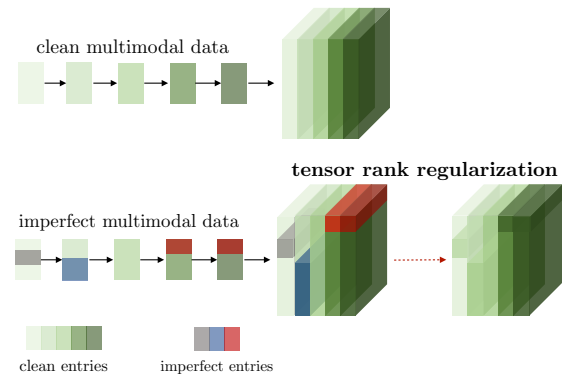 clean multimodal data
tensor rank regularization
imperfect multimodal data
clean entries
imperfect entries